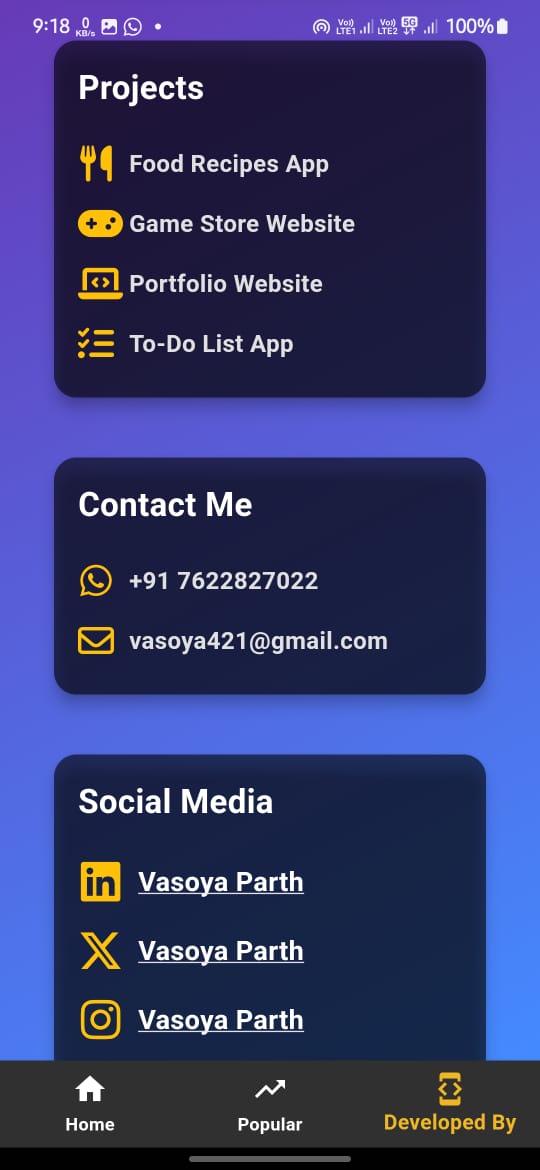 9:18 0 KB/s Vo)) LTE1 Vo)) LTE2 5G 100%
Projects
Food Recipes App
Game Store Website
Portfolio Website
To-Do List App
Contact Me
+91 7622827022
vasoya421@gmail.com
Social Media
in Vasoya Parth
X Vasoya Parth
Vasoya Parth
Home Popular Developed By